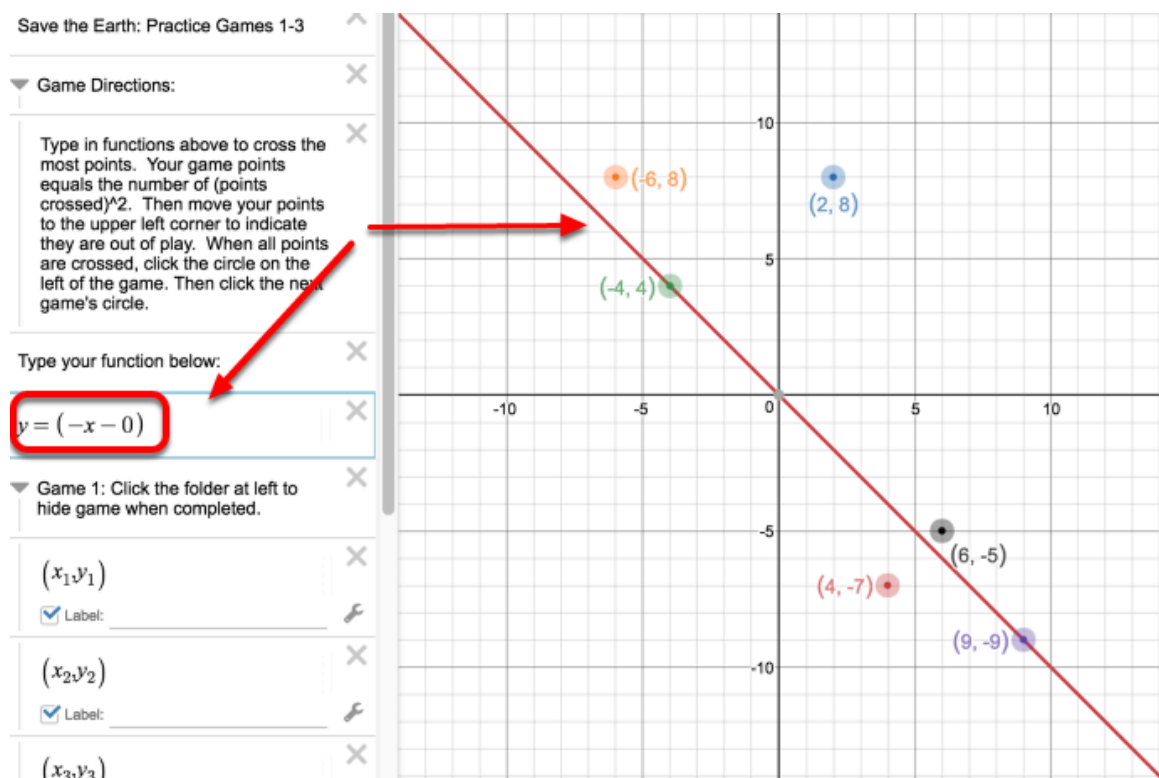 Save the Earth: Practice Games 1-3
Game Directions:
Type in functions above to cross the
most points. Your game points
equals the number of (points
crossed)^2. Then move your points
to the upper left corner to indicate
they are out of play. When all points
are crossed, click the circle on the
left of the game. Then click the next
game's circle.
Type your function below:
y = (-x - 0)
Game 1: Click the folder at left to
hide game when completed.
(x₁,y₁)
Label:
(x₂,y₂)
Label:
(x₃,y₃)
10
(-6, 8)
(2, 8)
5
(-4, 4)
-10 -5 0 5 10
-5
(6, -5)
(4, -7)
(9, -9)
-10